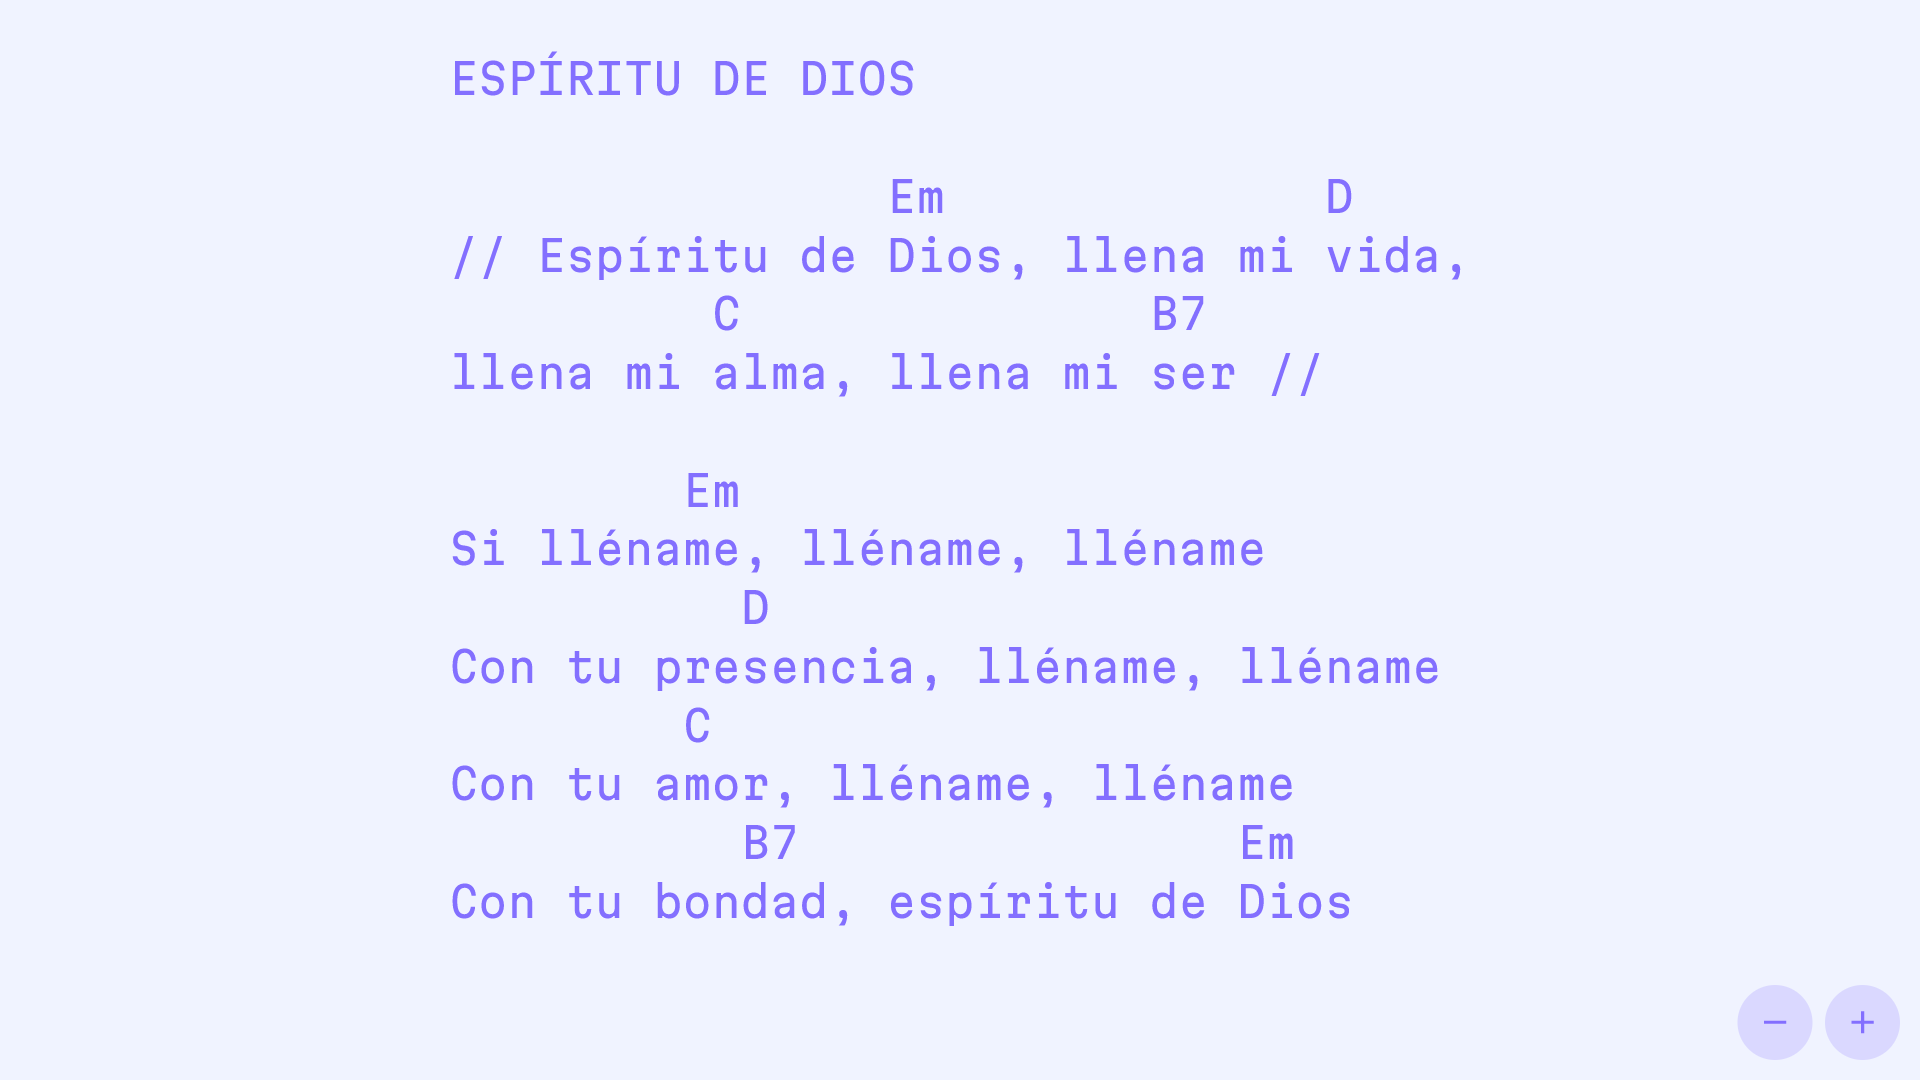 ESPÍRITU DE DIOS
Em D
// Espíritu de Dios, llena mi vida,
C B7
llena mi alma, llena mi ser //
Em
Si lléname, lléname, lléname
D
Con tu presencia, lléname, lléname
C
Con tu amor, lléname, lléname
B7 Em
Con tu bondad, espíritu de Dios
− +